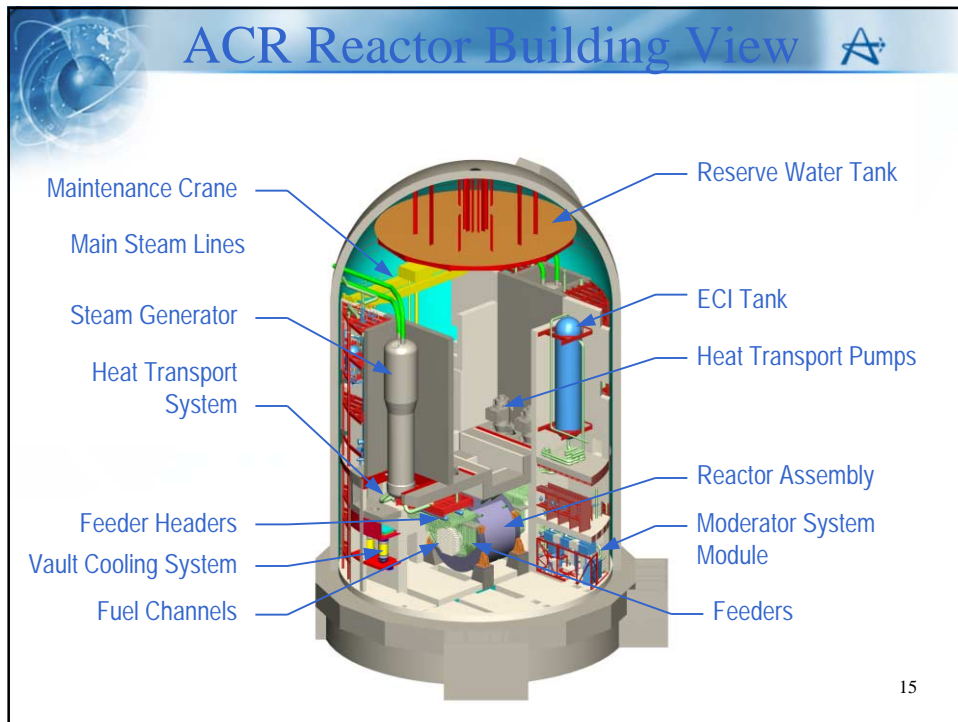 ACR Reactor Building View
Maintenance Crane
Main Steam Lines
Steam Generator
Heat Transport
System
Feeder Headers
Vault Cooling System
Fuel Channels
Reserve Water Tank
ECI Tank
Heat Transport Pumps
Reactor Assembly
Moderator System
Module
Feeders
15